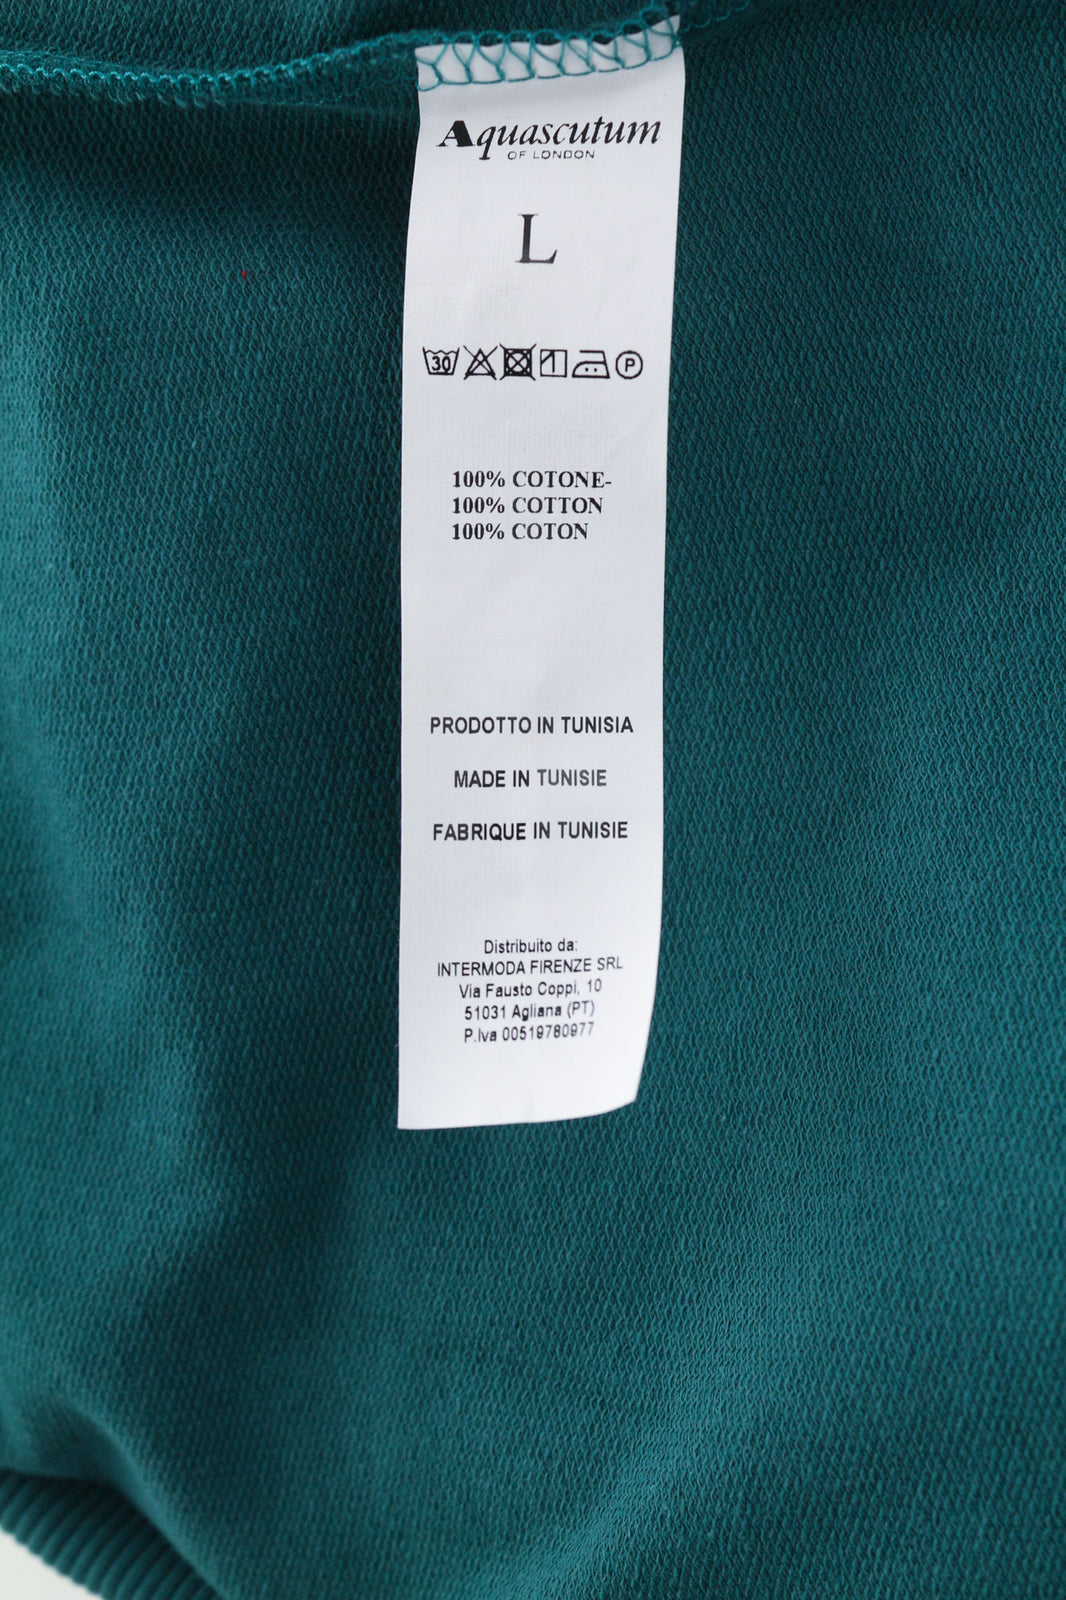 Aquascutum
OF LONDON
L
30 P
100% COTONE-
100% COTTON
100% COTON
PRODOTTO IN TUNISIA
MADE IN TUNISIE
FABRIQUE IN TUNISIE
Distribuito da:
INTERMODA FIRENZE SRL
Via Fausto Coppi, 10
51031 Agliana (PT)
P.Iva 00519780977